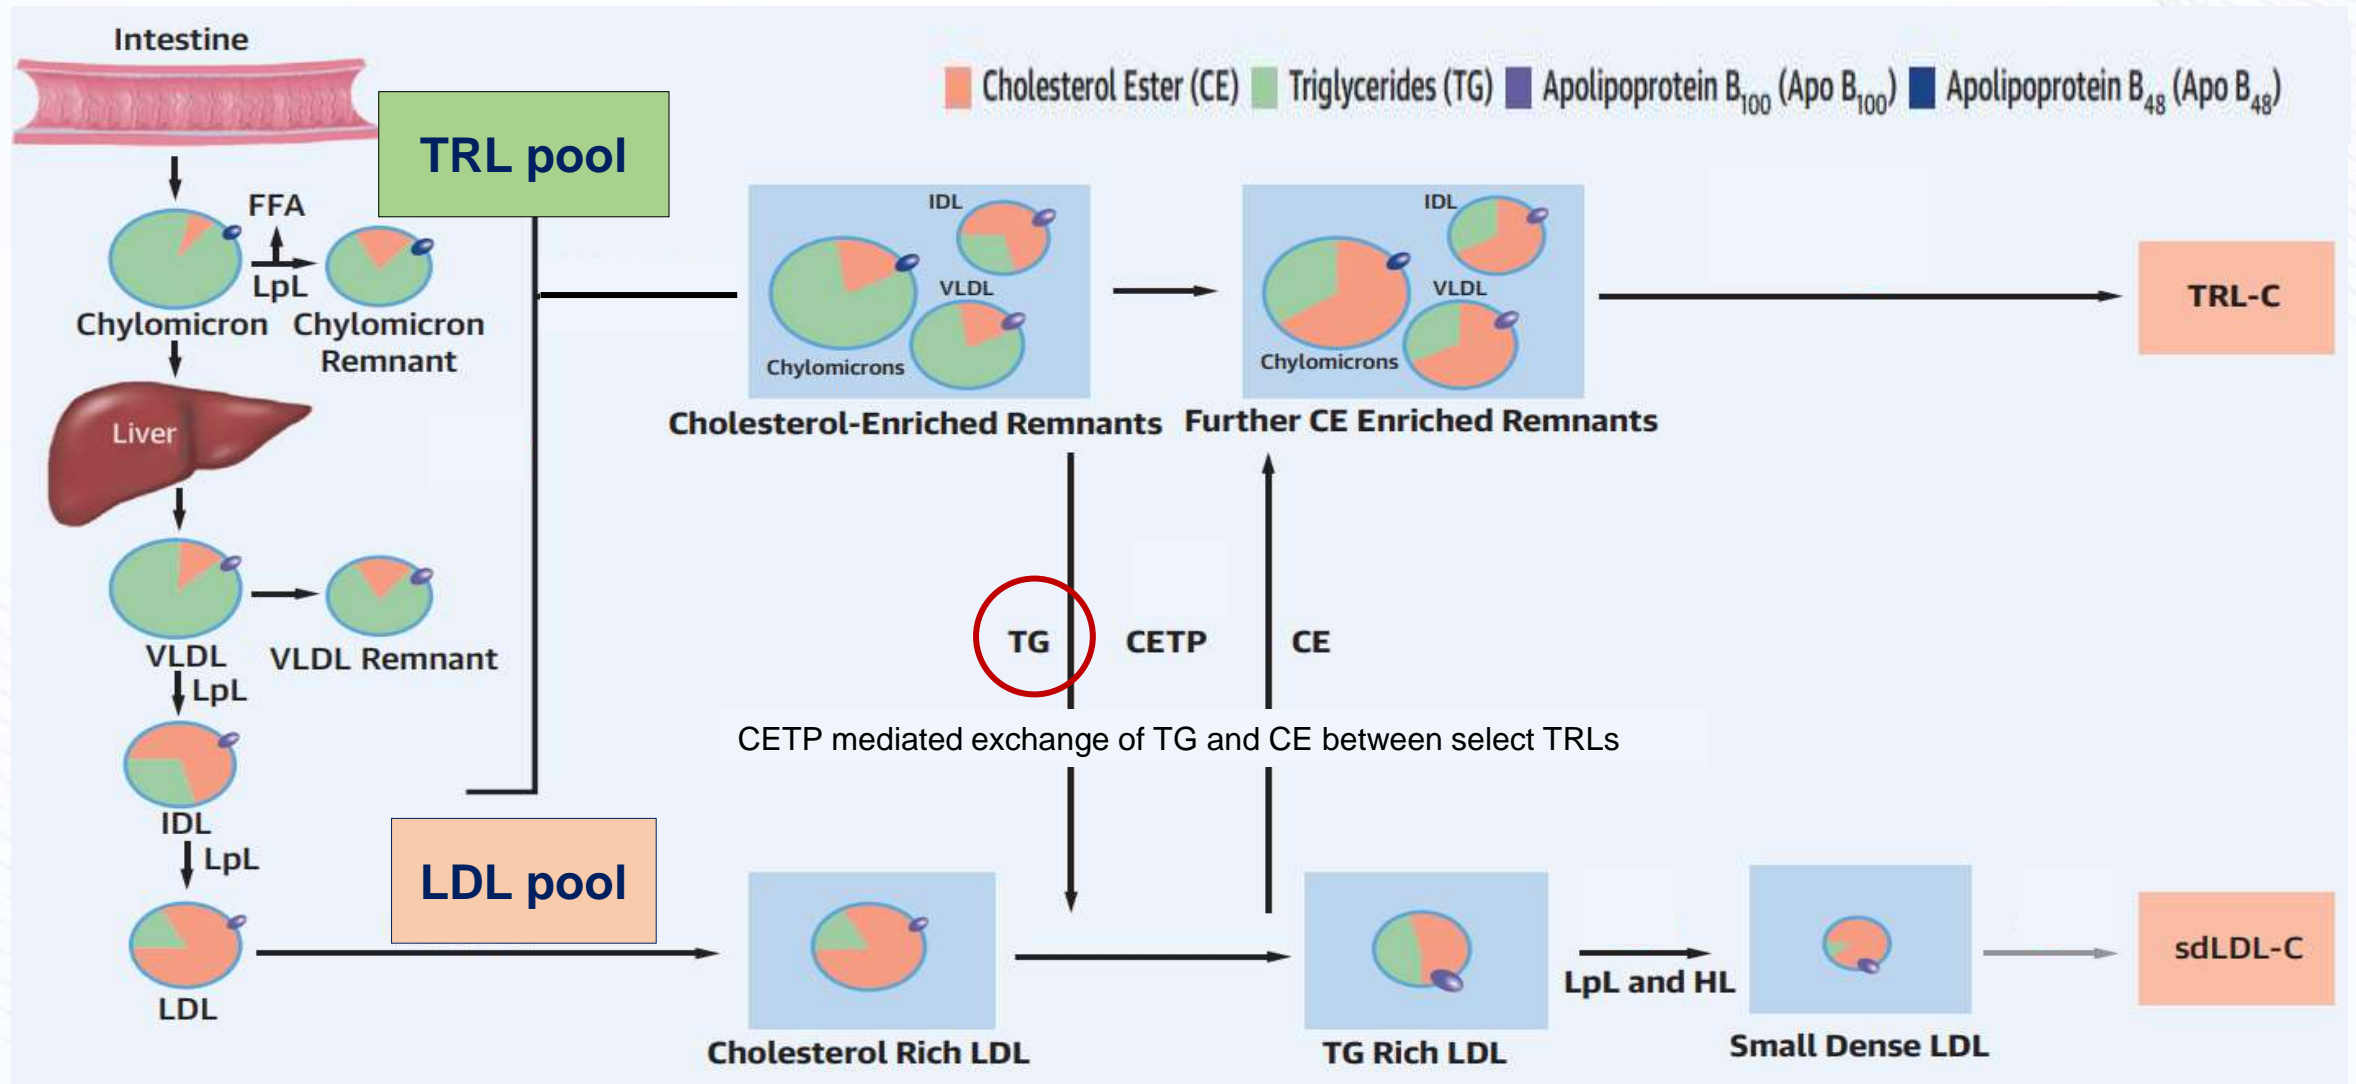 Intestine
Cholesterol Ester (CE) Triglycerides (TG) Apolipoprotein B100 (Apo B100) Apolipoprotein B48 (Apo B48)
TRL pool
FFA
LpL
Chylomicron
Chylomicron
Remnant
Liver
VLDL
VLDL Remnant
LpL
IDL
LpL
LDL
LDL pool
IDL
VLDL
Chylomicrons
Cholesterol-Enriched Remnants
IDL
VLDL
Chylomicrons
Further CE Enriched Remnants
TRL-C
TG
CETP
CE
CETP mediated exchange of TG and CE between select TRLs
Cholesterol Rich LDL
TG Rich LDL
LpL and HL
Small Dense LDL
sdLDL-C